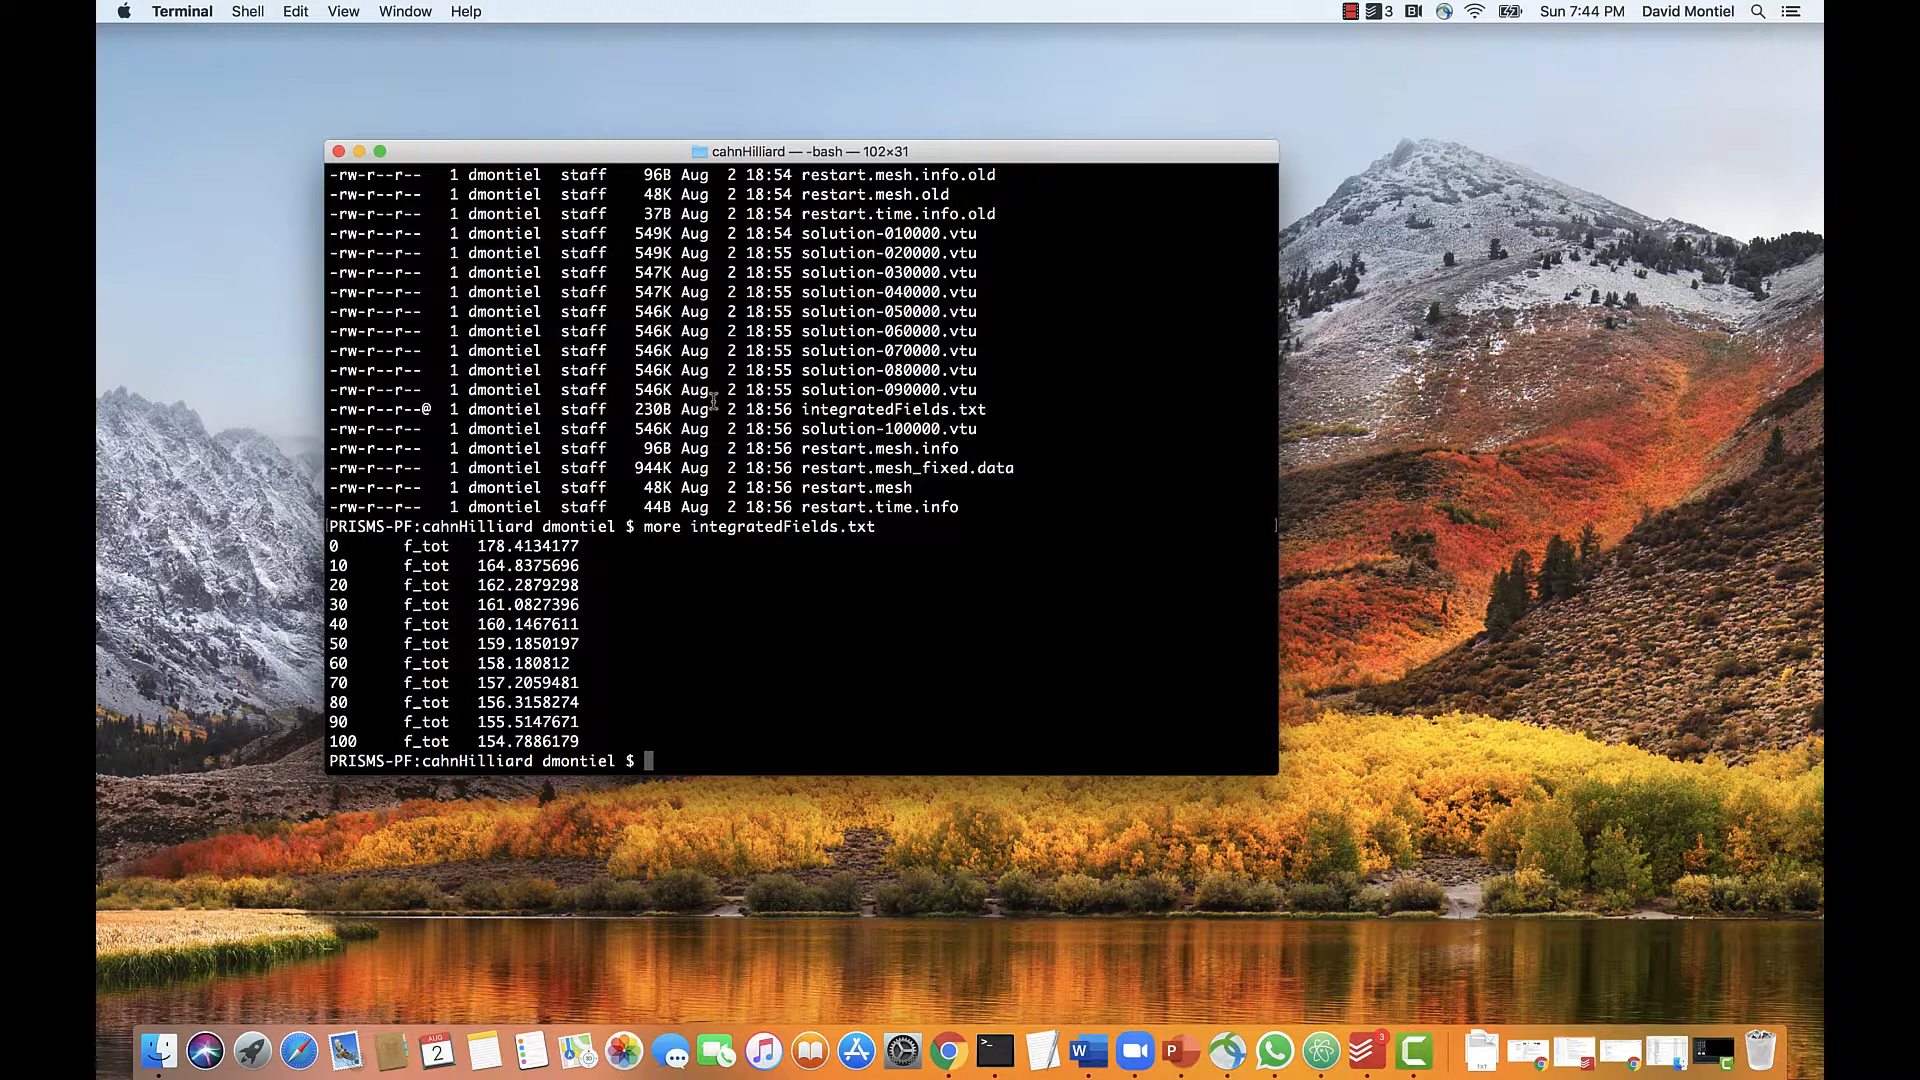 Terminal Shell Edit View Window Help 3 Sun 7:44 PM David Montiel
cahnHilliard — -bash — 102×31
-rw-r--r-- 1 dmontiel staff 96B Aug 2 18:54 restart.mesh.info.old
-rw-r--r-- 1 dmontiel staff 48K Aug 2 18:54 restart.mesh.old
-rw-r--r-- 1 dmontiel staff 37B Aug 2 18:54 restart.time.info.old
-rw-r--r-- 1 dmontiel staff 549K Aug 2 18:54 solution-010000.vtu
-rw-r--r-- 1 dmontiel staff 549K Aug 2 18:55 solution-020000.vtu
-rw-r--r-- 1 dmontiel staff 547K Aug 2 18:55 solution-030000.vtu
-rw-r--r-- 1 dmontiel staff 547K Aug 2 18:55 solution-040000.vtu
-rw-r--r-- 1 dmontiel staff 546K Aug 2 18:55 solution-050000.vtu
-rw-r--r-- 1 dmontiel staff 546K Aug 2 18:55 solution-060000.vtu
-rw-r--r-- 1 dmontiel staff 546K Aug 2 18:55 solution-070000.vtu
-rw-r--r-- 1 dmontiel staff 546K Aug 2 18:55 solution-080000.vtu
-rw-r--r-- 1 dmontiel staff 546K Aug 2 18:55 solution-090000.vtu
-rw-r--r--@ 1 dmontiel staff 230B Aug 2 18:56 integratedFields.txt
-rw-r--r-- 1 dmontiel staff 546K Aug 2 18:56 solution-100000.vtu
-rw-r--r-- 1 dmontiel staff 96B Aug 2 18:56 restart.mesh.info
-rw-r--r-- 1 dmontiel staff 944K Aug 2 18:56 restart.mesh_fixed.data
-rw-r--r-- 1 dmontiel staff 48K Aug 2 18:56 restart.mesh
-rw-r--r-- 1 dmontiel staff 44B Aug 2 18:56 restart.time.info
[PRISMS-PF:cahnHilliard dmontiel $ more integratedFields.txt ]
0 f_tot 178.4134177
10 f_tot 164.8375696
20 f_tot 162.2879298
30 f_tot 161.0827396
40 f_tot 160.1467611
50 f_tot 159.1850197
60 f_tot 158.180812
70 f_tot 157.2059481
80 f_tot 156.3158274
90 f_tot 155.5147671
100 f_tot 154.7886179
PRISMS-PF:cahnHilliard dmontiel $
AUG
2
W
P
3
C
TXT